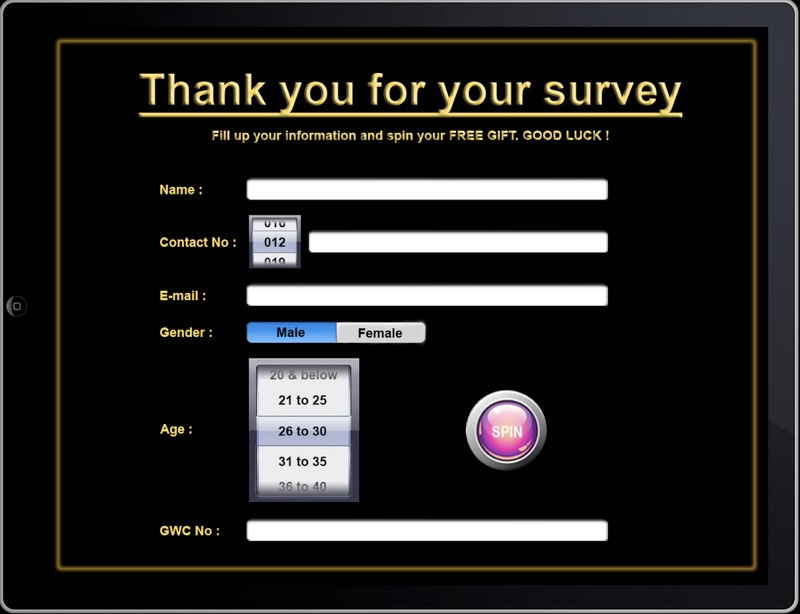 Thank you for your survey
Fill up your information and spin your FREE GIFT. GOOD LUCK !
Name :
016
Contact No : 012
019
E-mail :
Gender : Male Female
20 & below
21 to 25
Age : 26 to 30 SPIN
31 to 35
36 to 40
GWC No :